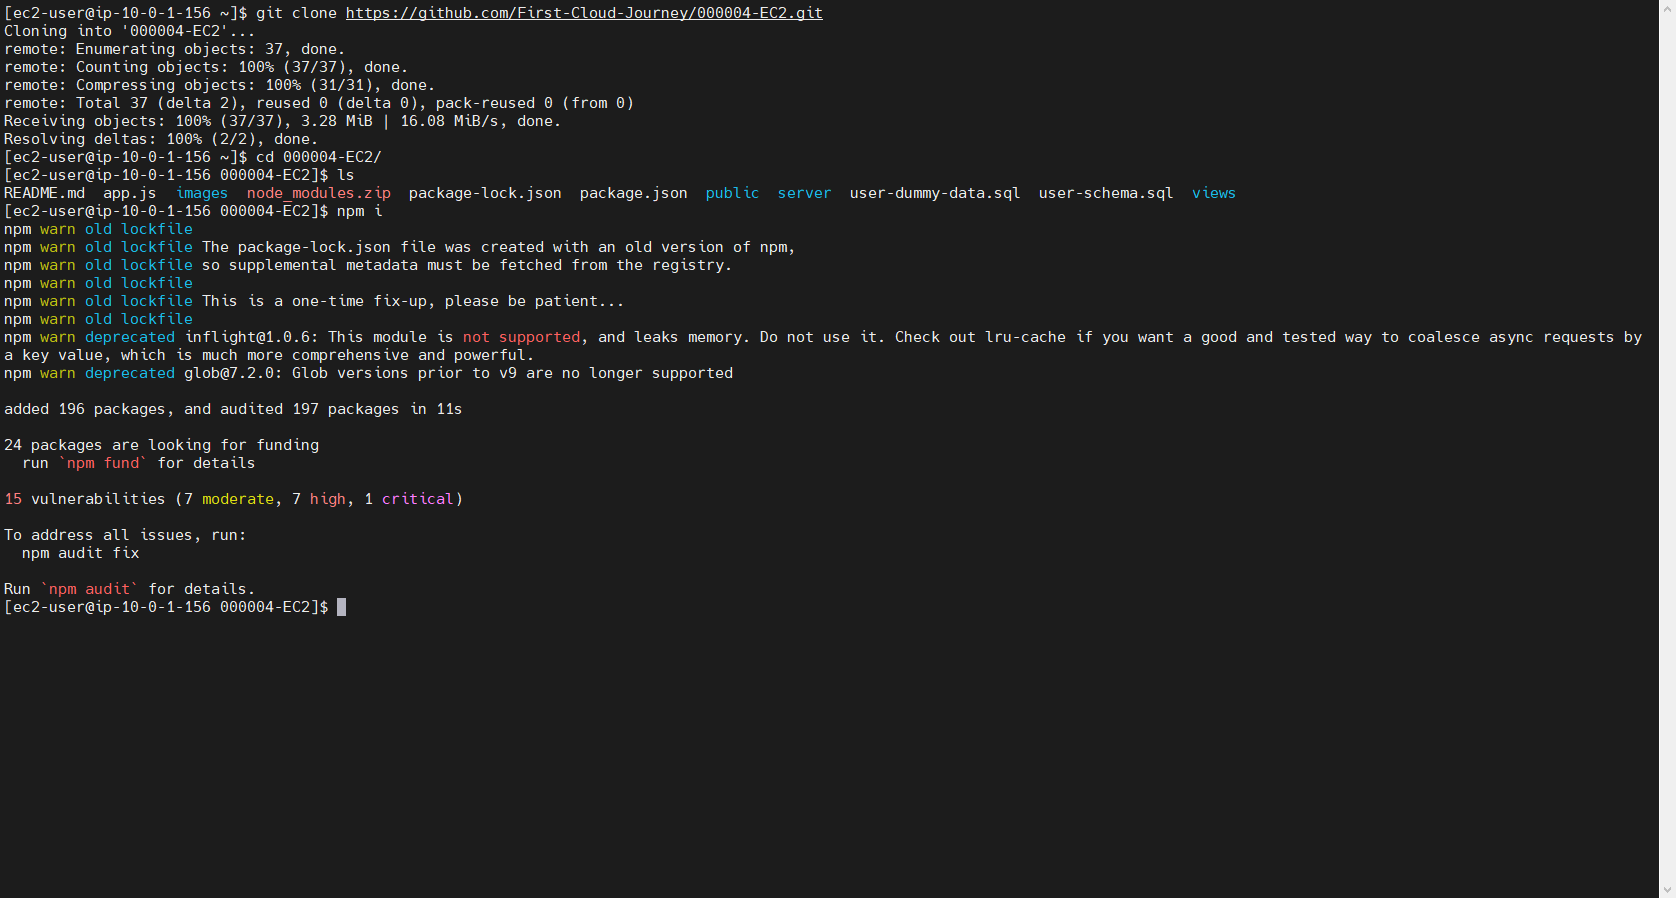 [ec2-user@ip-10-0-1-156 ~]$ git clone https://github.com/First-Cloud-Journey/000004-EC2.git
Cloning into '000004-EC2'...
remote: Enumerating objects: 37, done.
remote: Counting objects: 100% (37/37), done.
remote: Compressing objects: 100% (31/31), done.
remote: Total 37 (delta 2), reused 0 (delta 0), pack-reused 0 (from 0)
Receiving objects: 100% (37/37), 3.28 MiB | 16.08 MiB/s, done.
Resolving deltas: 100% (2/2), done.
[ec2-user@ip-10-0-1-156 ~]$ cd 000004-EC2/
[ec2-user@ip-10-0-1-156 000004-EC2]$ ls
README.md  app.js  images  node_modules.zip  package-lock.json  package.json  public  server  user-dummy-data.sql  user-schema.sql  views
[ec2-user@ip-10-0-1-156 000004-EC2]$ npm i
npm warn old lockfile
npm warn old lockfile The package-lock.json file was created with an old version of npm,
npm warn old lockfile so supplemental metadata must be fetched from the registry.
npm warn old lockfile
npm warn old lockfile This is a one-time fix-up, please be patient...
npm warn old lockfile
npm warn deprecated inflight@1.0.6: This module is not supported, and leaks memory. Do not use it. Check out lru-cache if you want a good and tested way to coalesce async requests by
a key value, which is much more comprehensive and powerful.
npm warn deprecated glob@7.2.0: Glob versions prior to v9 are no longer supported
added 196 packages, and audited 197 packages in 11s
24 packages are looking for funding
  run `npm fund` for details
15 vulnerabilities (7 moderate, 7 high, 1 critical)
To address all issues, run:
  npm audit fix
Run `npm audit` for details.
[ec2-user@ip-10-0-1-156 000004-EC2]$